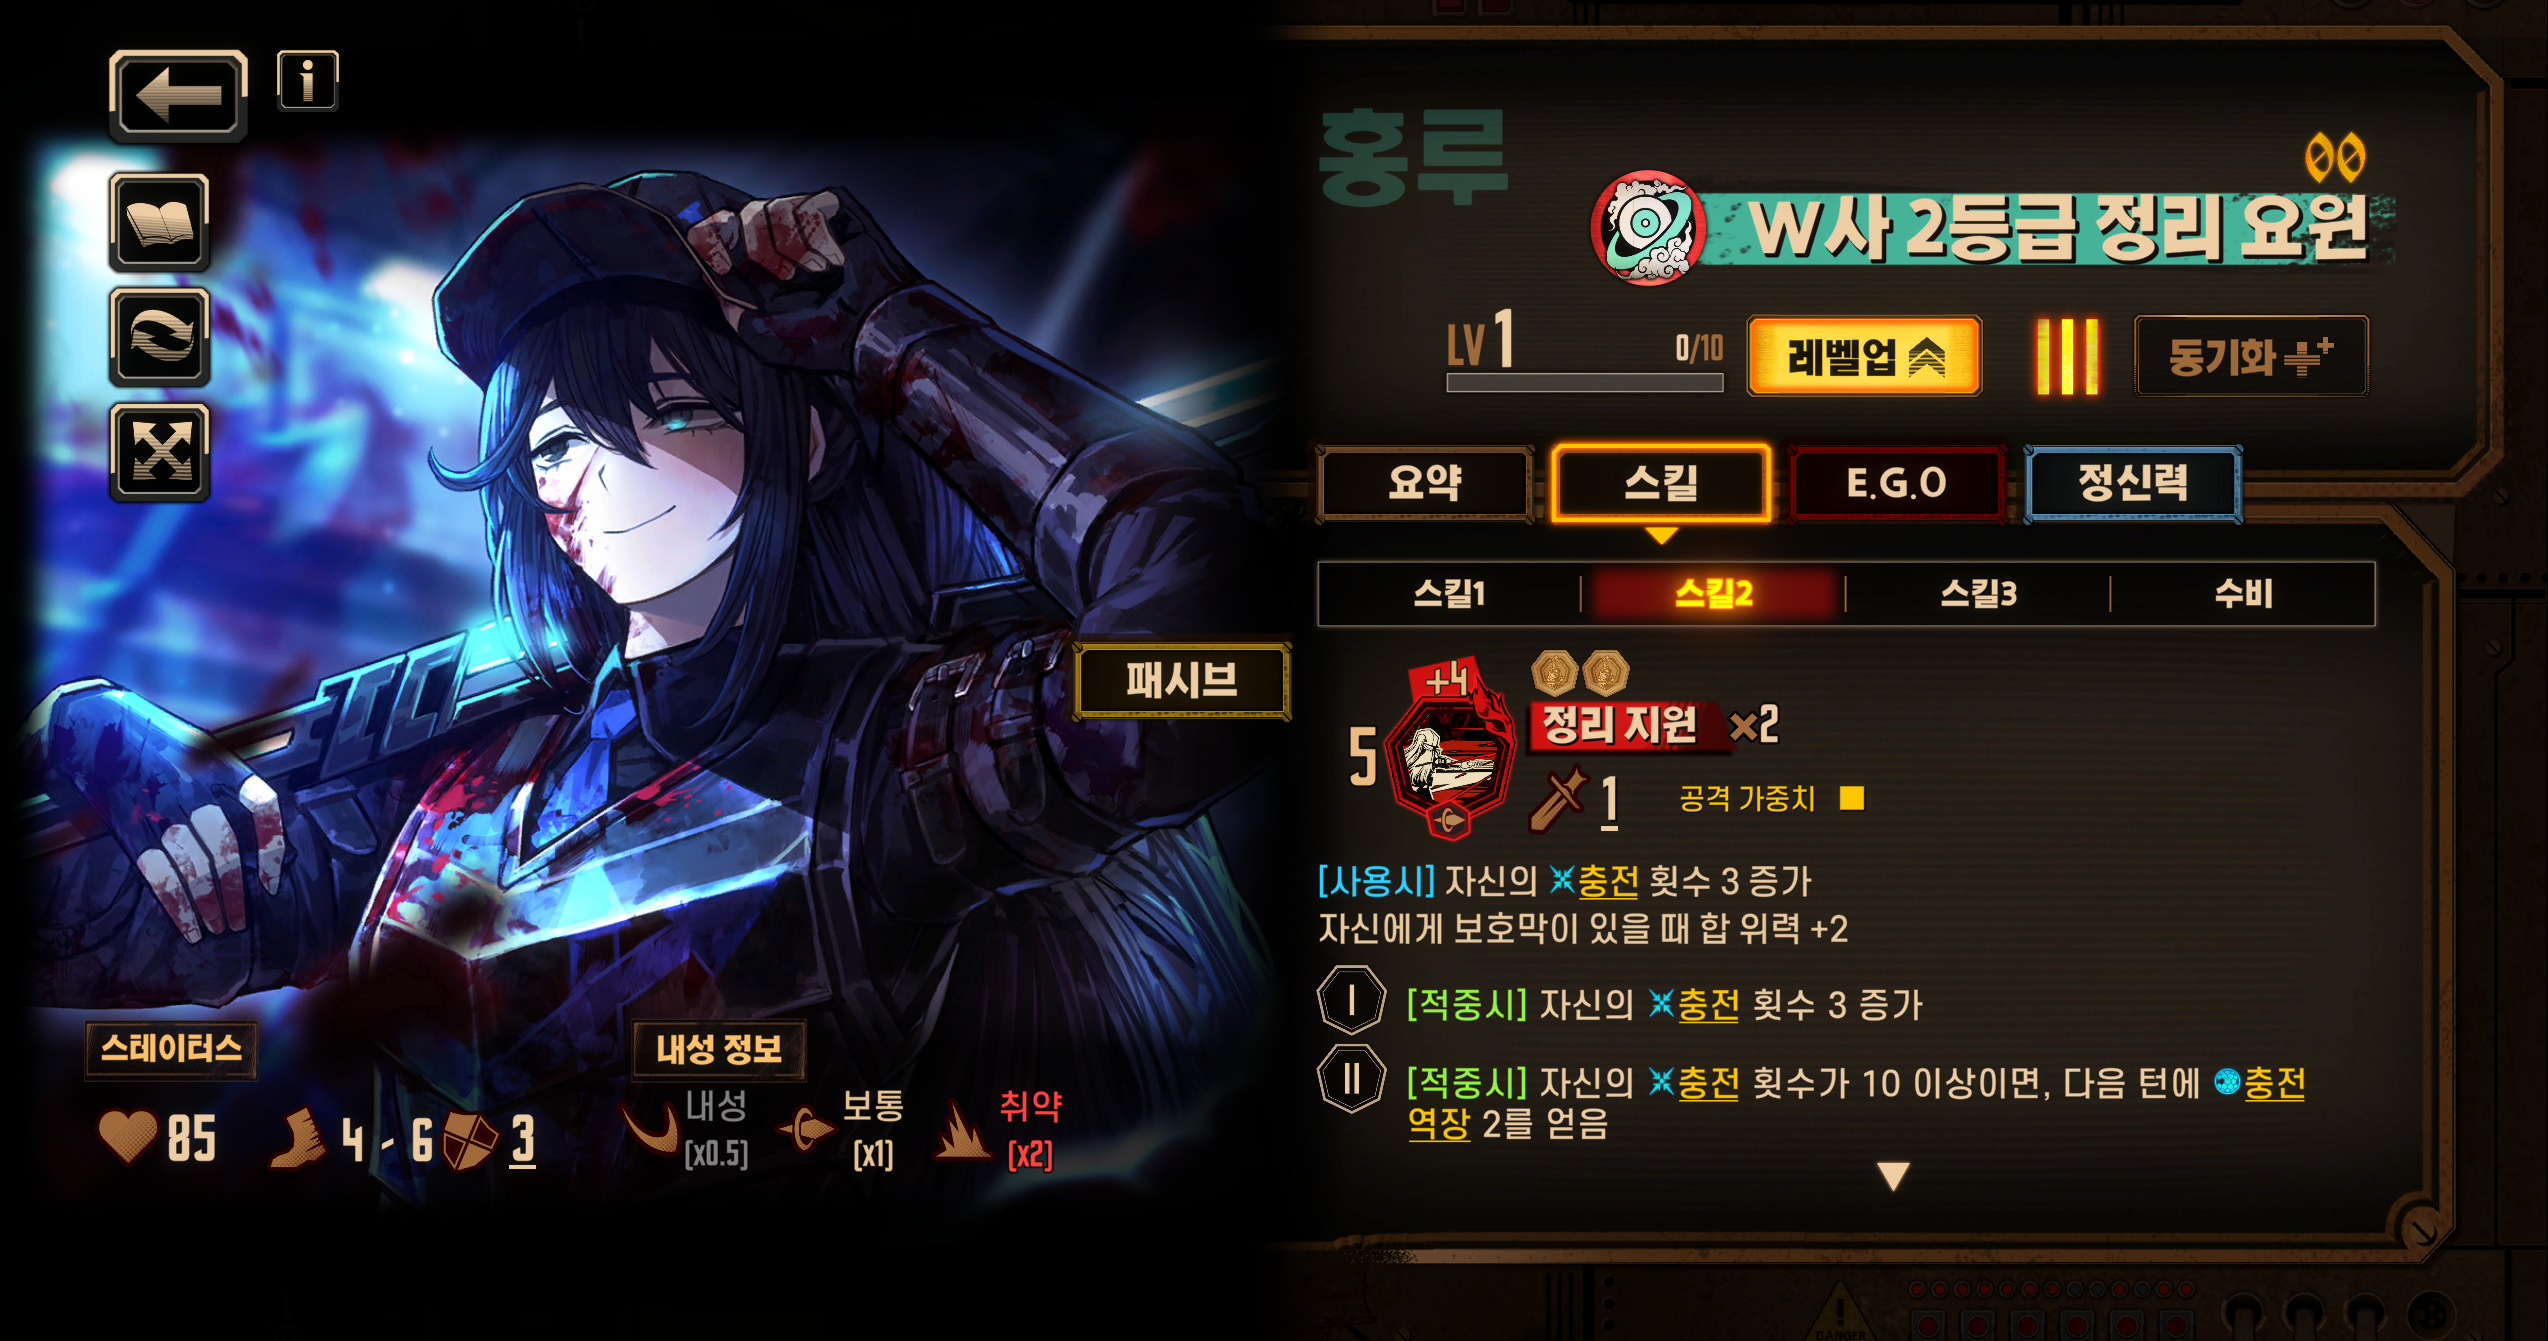 홍루
W사 2등급 정리 요원
LV 1
0/10
레벨업
동기화
요약
스킬
E.G.O
정신력
스킬1
스킬2
스킬3
수비
패시브
+4
5
정리 지원 ×2
1
공격 가중치
[사용시] 자신의 충전 횟수 3 증가
자신에게 보호막이 있을 때 합 위력 +2
I
[적중시] 자신의 충전 횟수 3 증가
II
[적중시] 자신의 충전 횟수가 10 이상이면, 다음 턴에 충전
역장 2를 얻음
스테이터스
85
4 - 6
3
내성 정보
내성
[x0.5]
보통
[x1]
취약
[x2]
DANGER